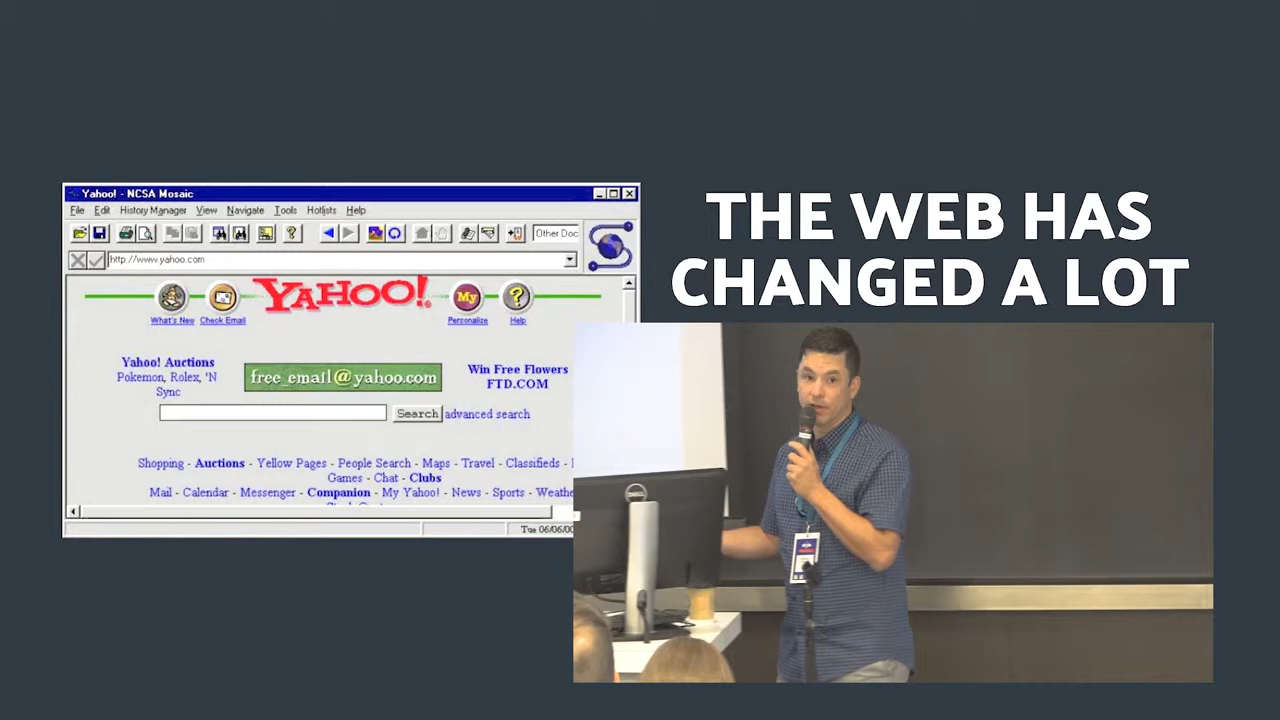 Yahoo! - NCSA Mosaic
File Edit History Manager View Navigate Tools Hotlists Help
Other Doc
http://www.yahoo.com
YAHOO!
My
?
What's New Check Email Personalize Help
Yahoo! Auctions
Pokemon, Rolex, 'N
Sync
free_email@yahoo.com
Win Free Flowers
FTD.COM
Search advanced search
Shopping - Auctions - Yellow Pages - People Search - Maps - Travel - Classifieds -
Games - Chat - Clubs
Mail - Calendar - Messenger - Companion - My Yahoo! - News - Sports - Weathe
Tue 06/06/00
THE WEB HAS
CHANGED A LOT
DELL